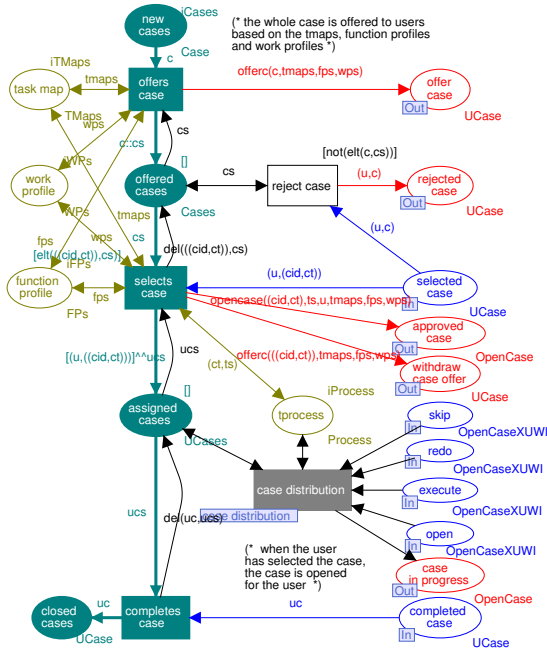 new
cases
iCases
(* the whole case is offered to users
based on the tmaps, function profiles
and work profiles *)
Case
c
iTMaps
task map
tmaps
offers
case
offerc(c,tmaps,fps,wps)
offer
case
Out
UCase
TMaps
wps
cs
c::cs
[not(elt(c,cs))]
iWPs
[]
work
profile
offered
cases
cs
reject case
(u,c)
rejected
case
Out
UCase
WPs
Cases
tmaps
(u,c)
fps
wps
cs
[elt(((cid,ct)),cs)]
del(((cid,ct)),cs)
iFPs
function
profile
fps
selects
case
(u,(cid,ct))
selected
case
In
UCase
FPs
opencase((cid,ct),ts,u,tmaps,fps,wps)
approved
case
Out
OpenCase
ucs
[(u,((cid,ct)))]^^ucs
(ct,ts)
offerc(((cid,ct)),tmaps,fps,wps)
withdraw
case offer
Out
UCase
[]
iProcess
assigned
cases
tprocess
skip
In
OpenCaseXUWI
UCases
Process
redo
In
OpenCaseXUWI
case distribution
case distribution
execute
In
OpenCaseXUWI
ucs
del(uc,ucs)
open
In
OpenCaseXUWI
(* when the user
has selected the case,
the case is opened
for the user *)
case
in progress
Out
OpenCase
closed
cases
uc
completes
case
uc
completed
case
In
UCase
UCase